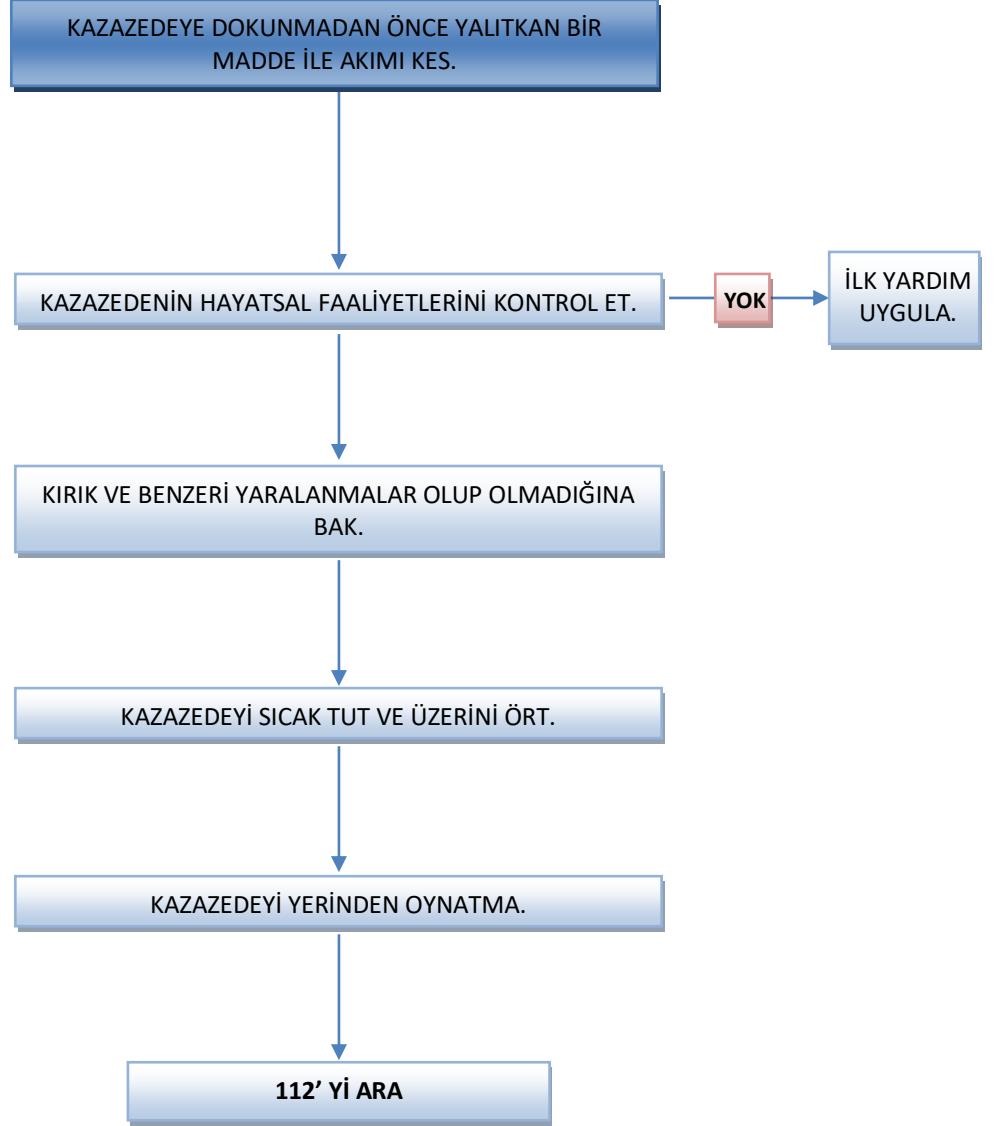 KAZAZEDEYE DOKUNMADAN ÖNCE YALITKAN BİR
MADDE İLE AKIMI KES.
KAZAZEDENİN HAYATSAL FAALİYETLERİNİ KONTROL ET.
YOK
İLK YARDIM
UYGULA.
KIRIK VE BENZERİ YARALANMALAR OLUP OLMADIĞINA
BAK.
KAZAZEDEYİ SICAK TUT VE ÜZERİNİ ÖRT.
KAZAZEDEYİ YERİNDEN OYNATMA.
112’ Yİ ARA